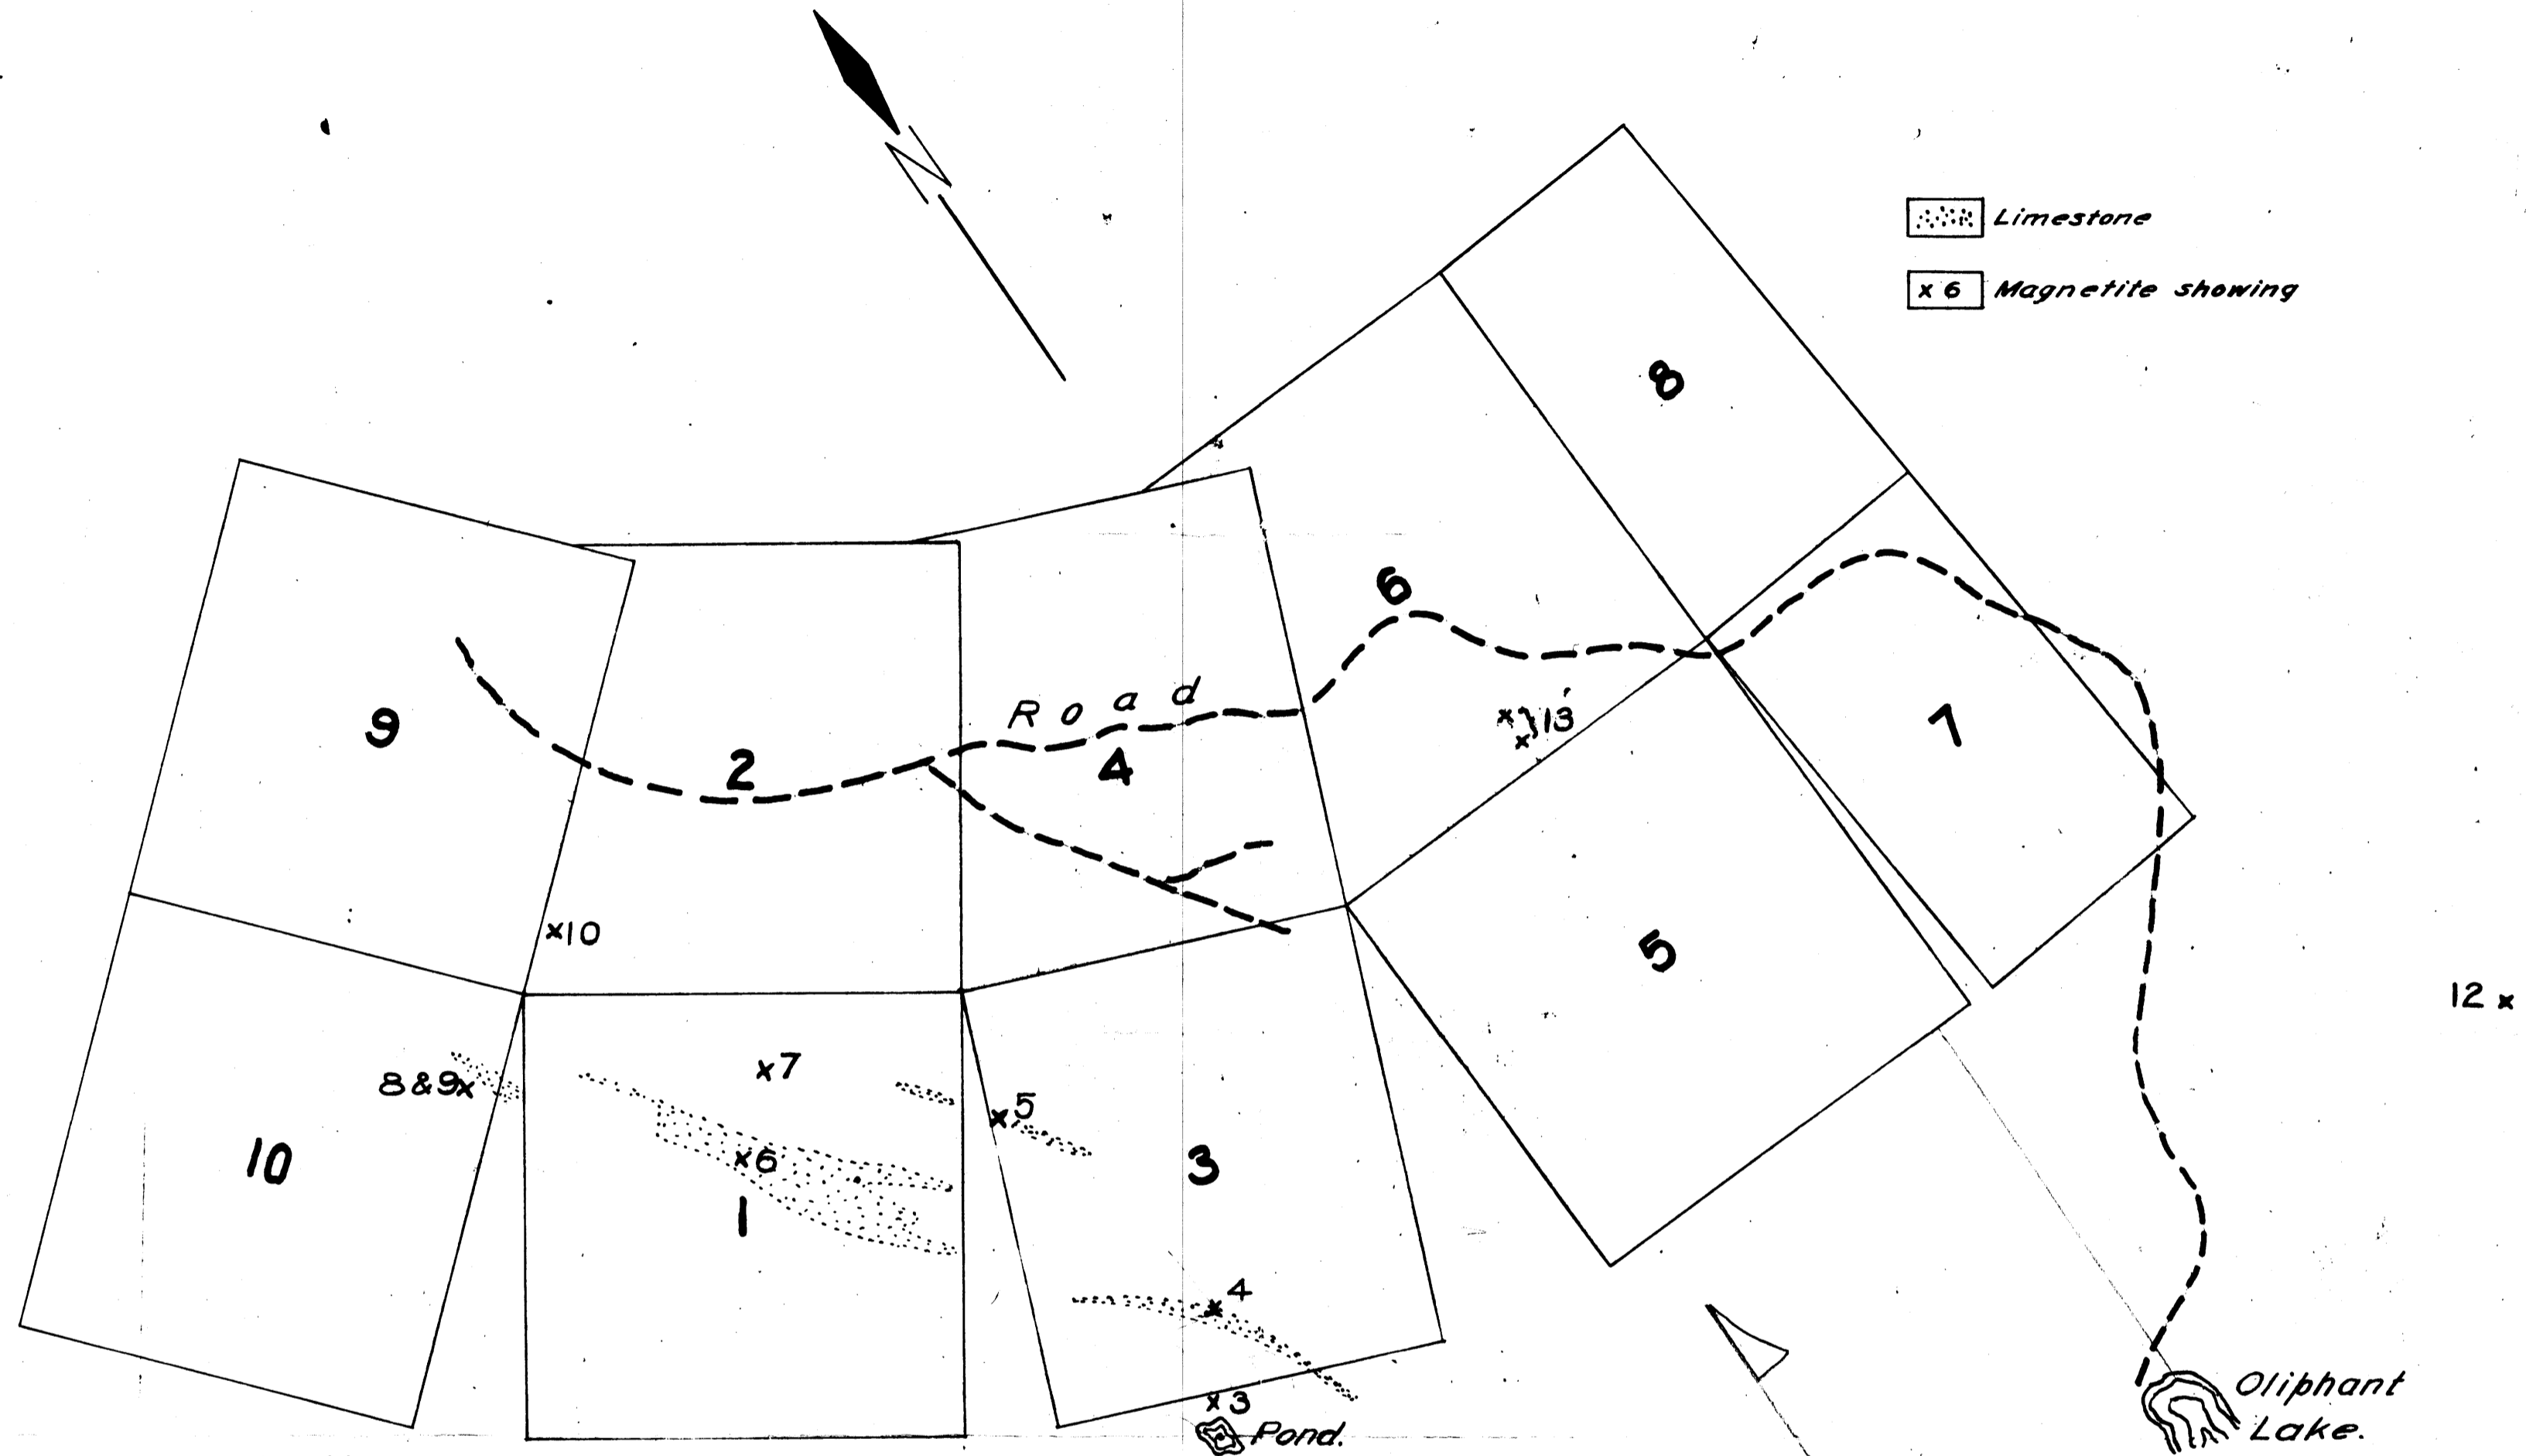 N
Limestone
x 6 Magnetite showing
8
6
9
2
Road
4
x}13
x
7
x10
5
12 x
8&9x
x7
x5
10
x6
3
1
x4
x3
Pond.
Oliphant
Lake.